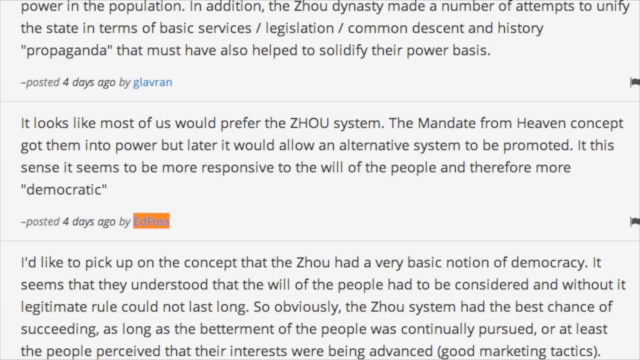 power in the population. In addition, the Zhou dynasty made a number of attempts to unify
the state in terms of basic services / legislation / common descent and history
"propaganda" that must have also helped to solidify their power basis.
–posted 4 days ago by glavran
It looks like most of us would prefer the ZHOU system. The Mandate from Heaven concept
got them into power but later it would allow an alternative system to be promoted. It this
sense it seems to be more responsive to the will of the people and therefore more
"democratic"
–posted 4 days ago by EdFoss
I'd like to pick up on the concept that the Zhou had a very basic notion of democracy. It
seems that they understood that the will of the people had to be considered and without it
legitimate rule could not last long. So obviously, the Zhou system had the best chance of
succeeding, as long as the betterment of the people was continually pursued, or at least
the people perceived that their interests were being advanced (good marketing tactics).